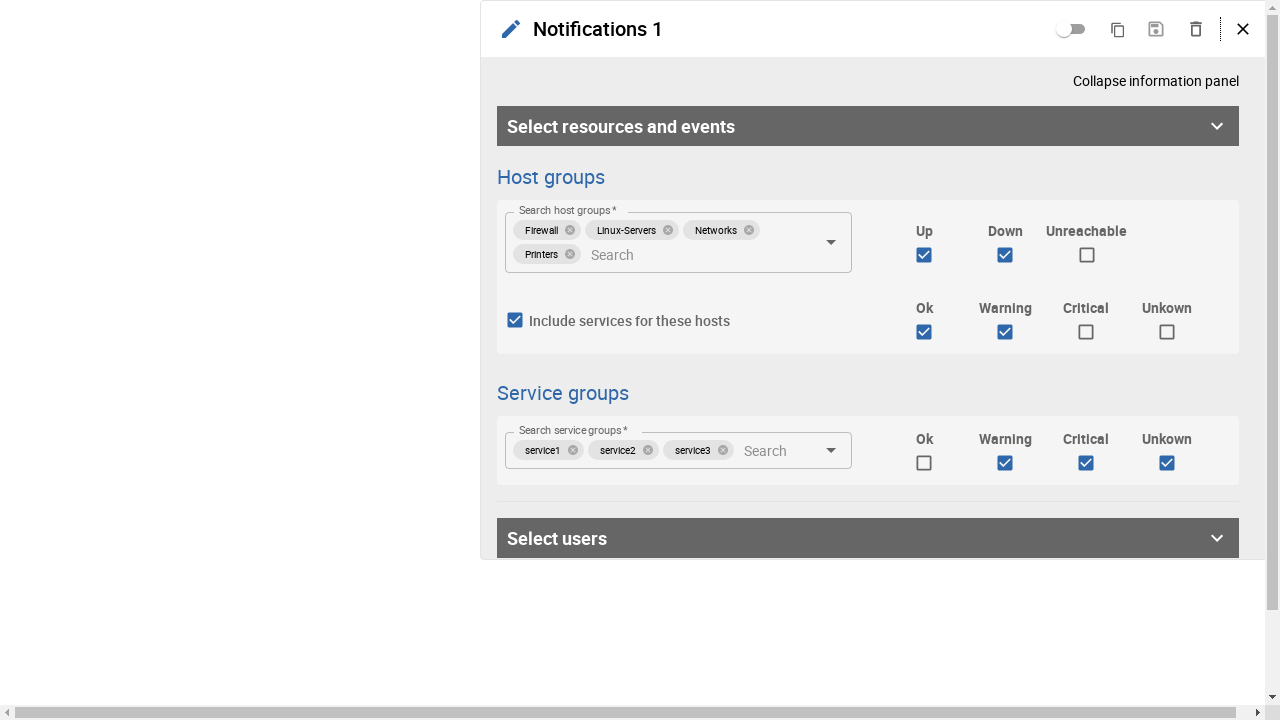 Notifications 1
Collapse information panel
Select resources and events
Host groups
Search host groups *
Firewall Linux-Servers Networks
Printers Search
Up Down Unreachable
Include services for these hosts
Ok Warning Critical Unkown
Service groups
Search service groups *
service1 service2 service3 Search
Ok Warning Critical Unkown
Select users